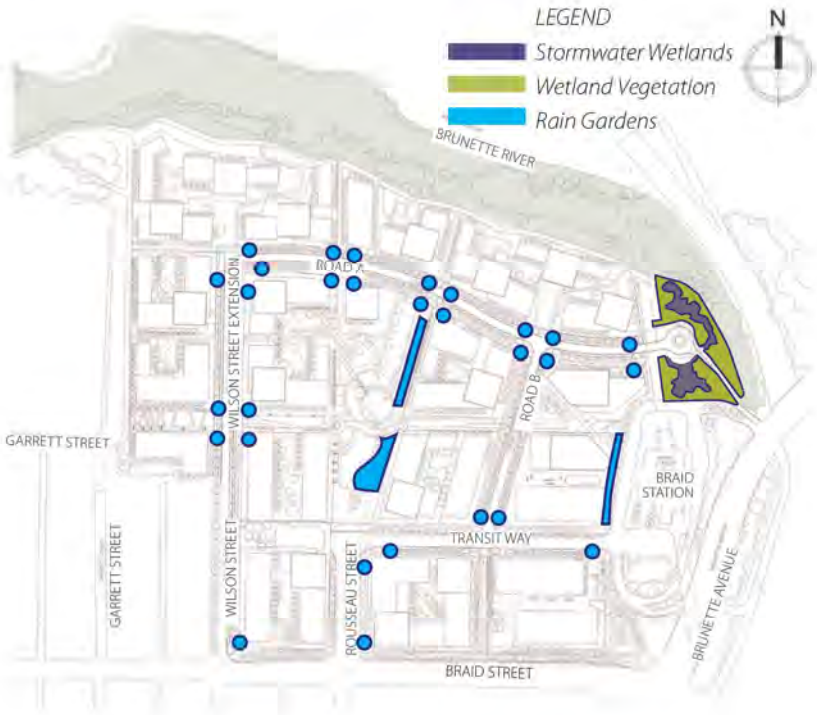 LEGEND
Stormwater Wetlands
Wetland Vegetation
Rain Gardens
N
BRUNETTE RIVER
ROAD A
WILSON STREET EXTENSION
ROAD B
GARRETT STREET
BRAID
STATION
TRANSIT WAY
GARRETT STREET
WILSON STREET
ROUSSEAU STREET
BRUNETTE AVENUE
BRAID STREET